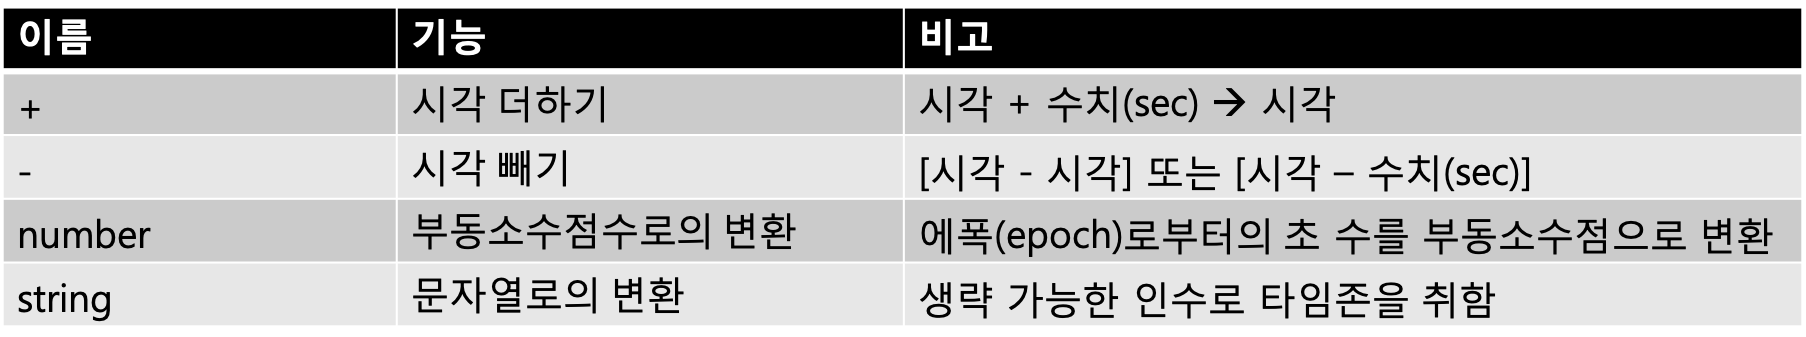 이름 기능 비고
+ 시각 더하기 시각 + 수치(sec) → 시각
- 시각 빼기 [시각 - 시각] 또는 [시각 – 수치(sec)]
number 부동소수점수로의 변환 에폭(epoch)로부터의 초 수를 부동소수점으로 변환
string 문자열로의 변환 생략 가능한 인수로 타임존을 취함